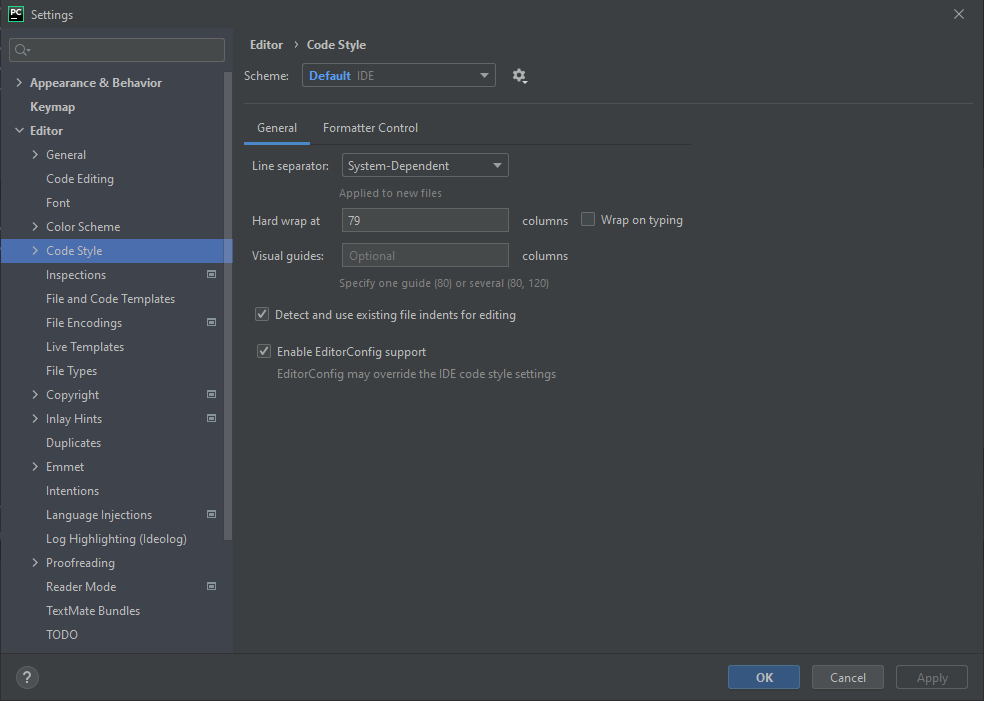 PC Settings
Appearance & Behavior
Keymap
Editor
General
Code Editing
Font
Color Scheme
Code Style
Inspections
File and Code Templates
File Encodings
Live Templates
File Types
Copyright
Inlay Hints
Duplicates
Emmet
Intentions
Language Injections
Log Highlighting (Ideolog)
Proofreading
Reader Mode
TextMate Bundles
TODO
Editor › Code Style
Scheme: Default IDE
General Formatter Control
Line separator: System-Dependent
Applied to new files
Hard wrap at 79 columns Wrap on typing
Visual guides: Optional columns
Specify one guide (80) or several (80, 120)
Detect and use existing file indents for editing
Enable EditorConfig support
EditorConfig may override the IDE code style settings
? OK Cancel Apply